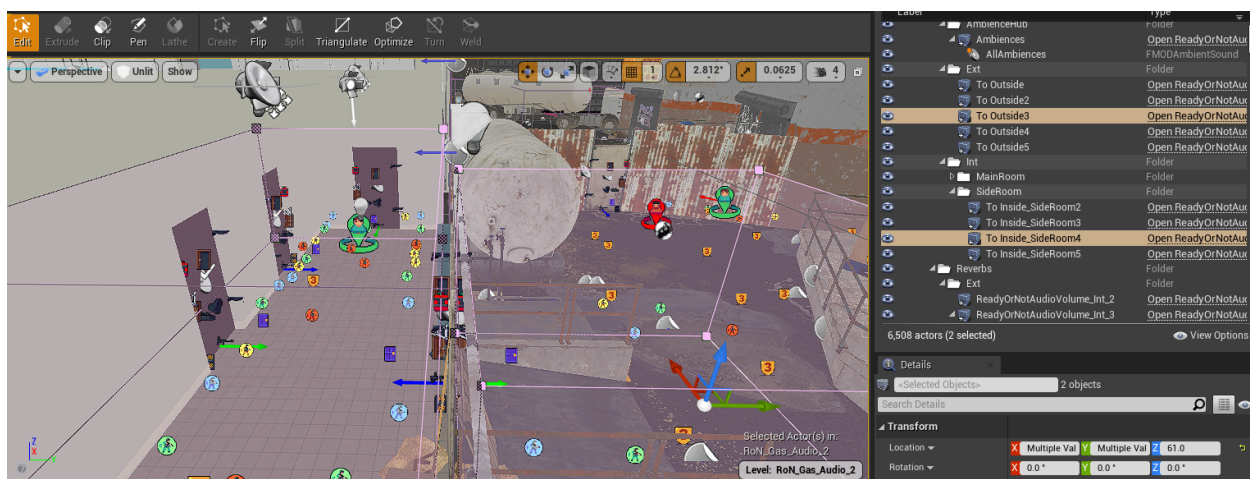 Label Type
Edit Extrude Clip Pen Lathe Create Flip Split Triangulate Optimize Turn Weld
Perspective Unlit Show 1 2.812° 0.0625 4
AmbienceHub Folder
Ambiences Open ReadyOrNotAuc
AllAmbiences FMODAmbientSound
Ext Folder
To Outside Open ReadyOrNotAuc
To Outside2 Open ReadyOrNotAuc
To Outside3 Open ReadyOrNotAuc
To Outside4 Open ReadyOrNotAuc
To Outside5 Open ReadyOrNotAuc
Int Folder
MainRoom Folder
SideRoom Folder
To Inside_SideRoom2 Open ReadyOrNotAuc
To Inside_SideRoom3 Open ReadyOrNotAuc
To Inside_SideRoom4 Open ReadyOrNotAuc
To Inside_SideRoom5 Open ReadyOrNotAuc
Reverbs Folder
Ext Folder
ReadyOrNotAudioVolume_Int_2 Open ReadyOrNotAuc
ReadyOrNotAudioVolume_Int_3 Open ReadyOrNotAuc
6,508 actors (2 selected) View Options
Details
<Selected Objects> 2 objects
Search Details
Transform
Location X Multiple Val Y Multiple Val Z 61.0
Rotation X 0.0 ° Y 0.0 ° Z 0.0 °
Selected Actor(s) in:
RoN_Gas_Audio_2
Level: RoN_Gas_Audio_2
Z
X